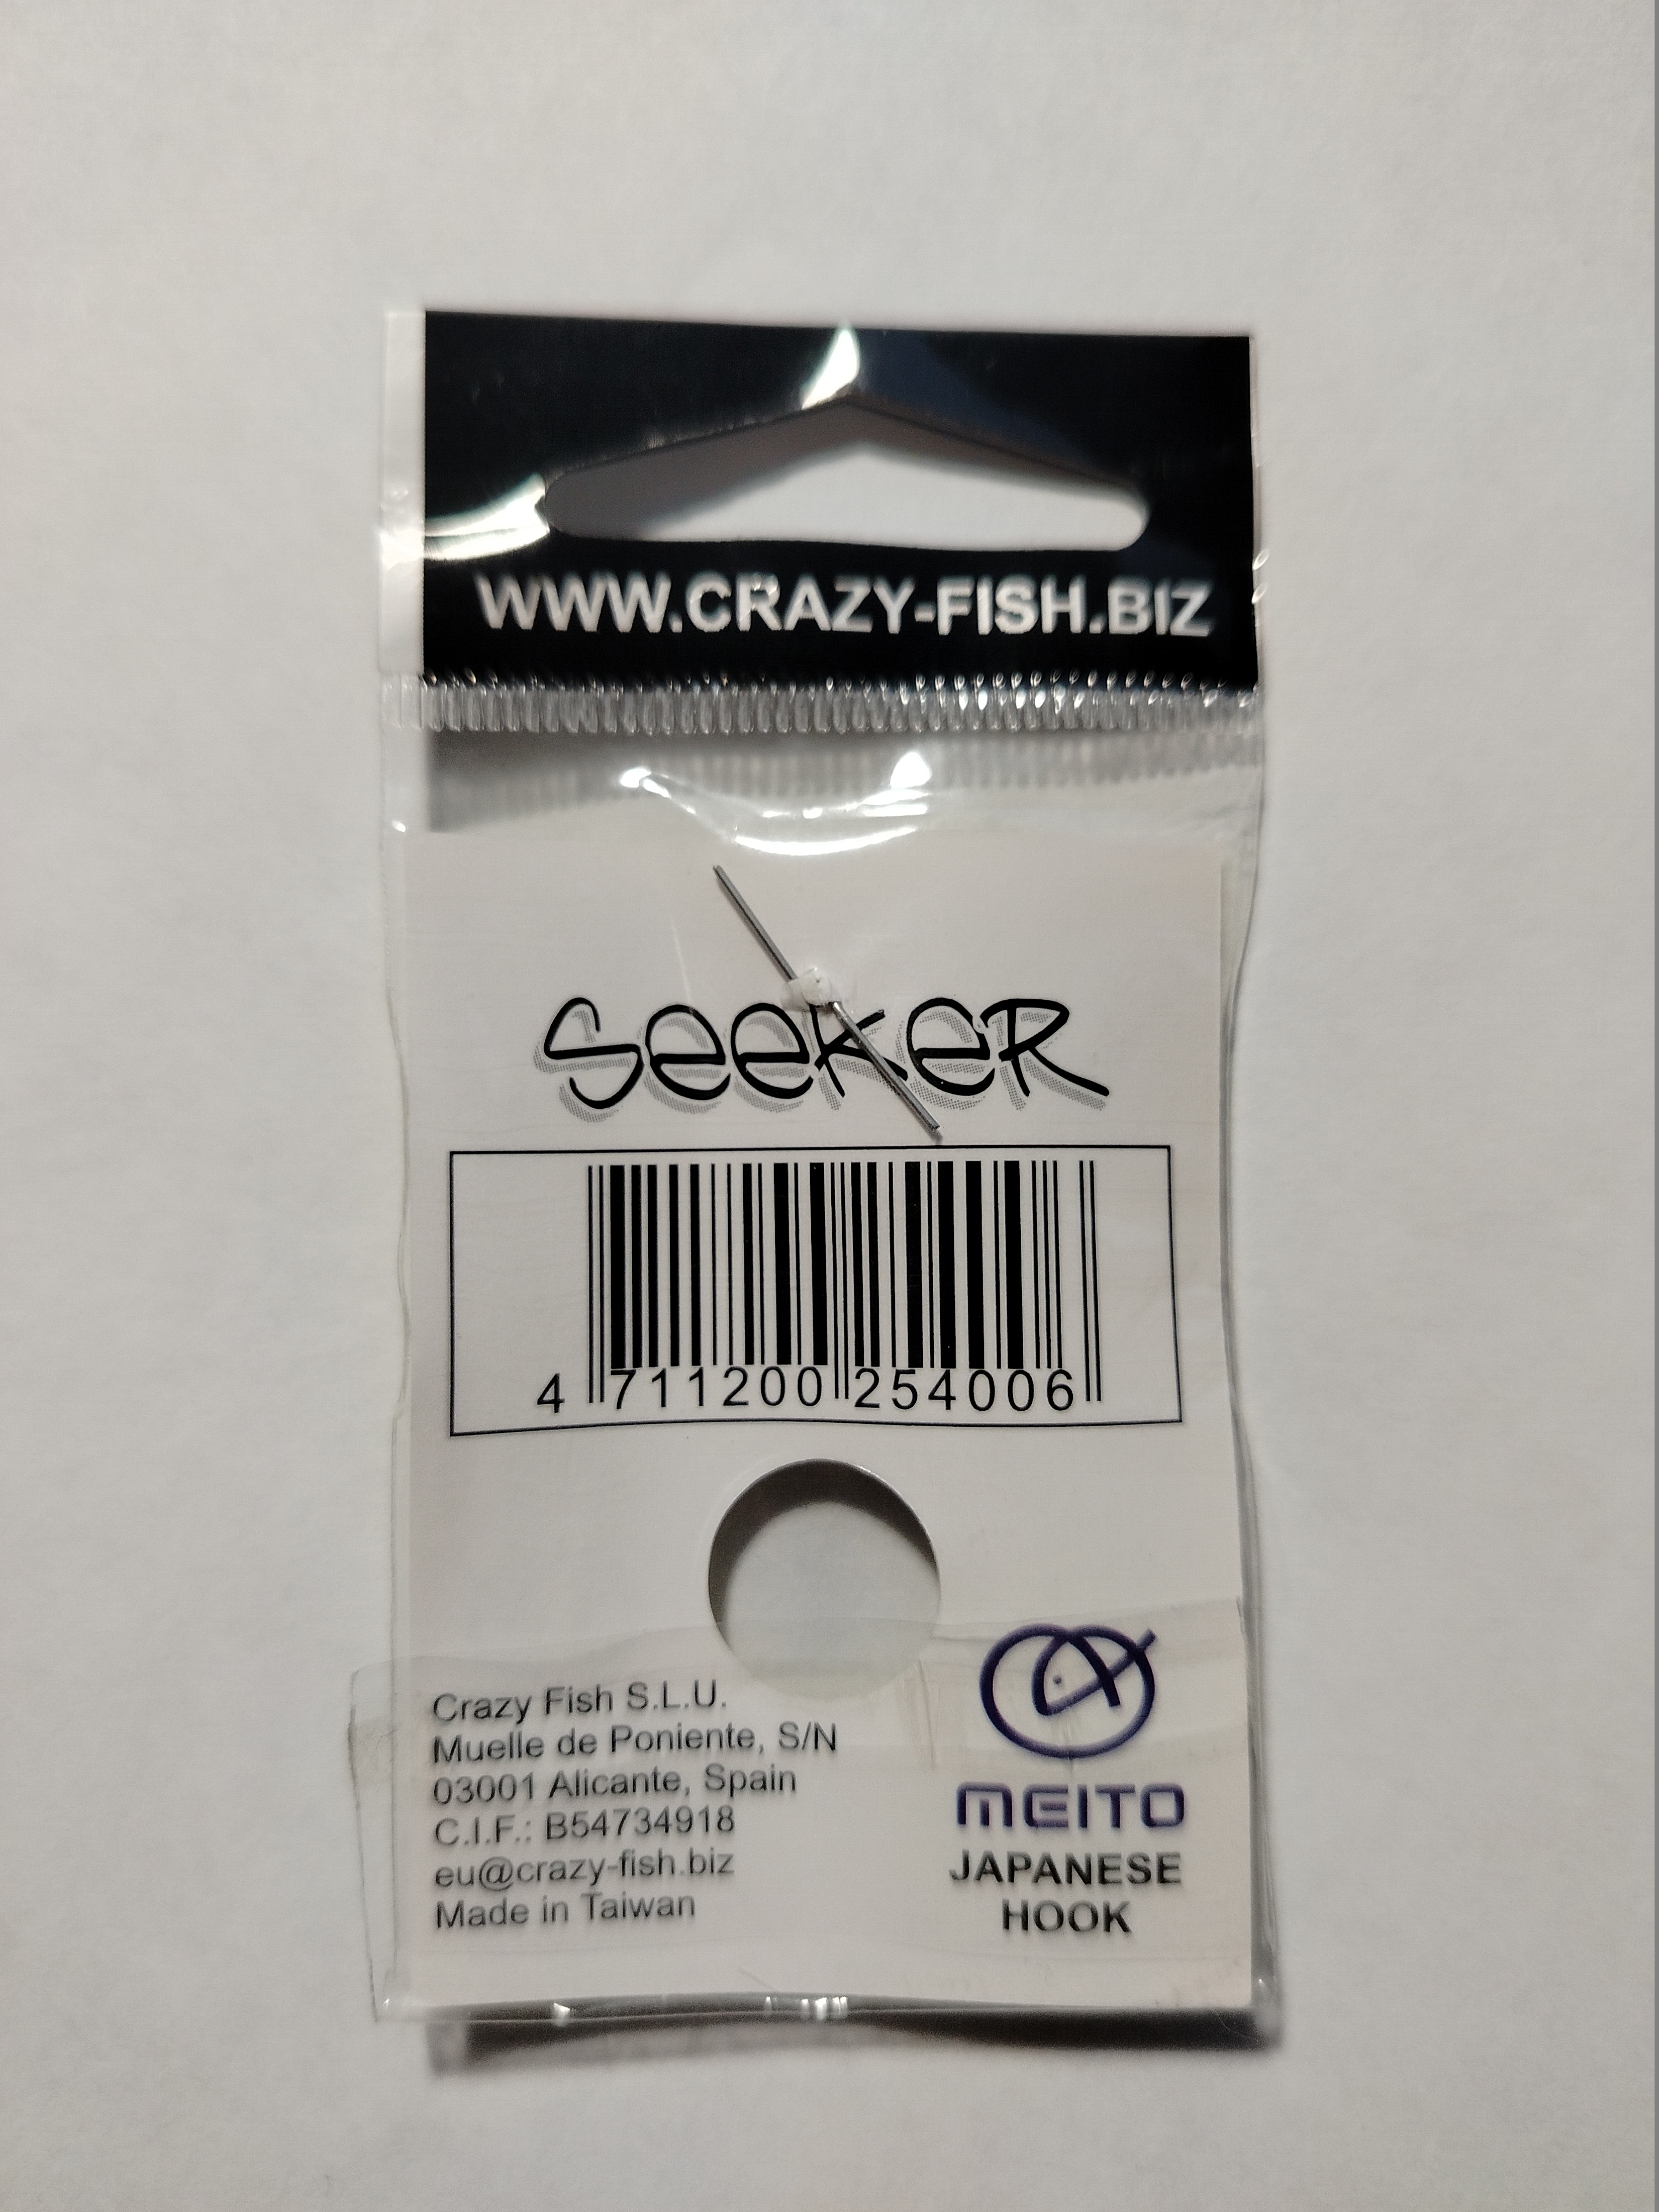 WWW.CRAZY-FISH.BIZ
SeeKeR
4 711200 254006
Crazy Fish S.L.U.
Muelle de Poniente, S/N
03001 Alicante, Spain
C.I.F.: B54734918
eu@crazy-fish.biz
Made in Taiwan
MEITO
JAPANESE
HOOK